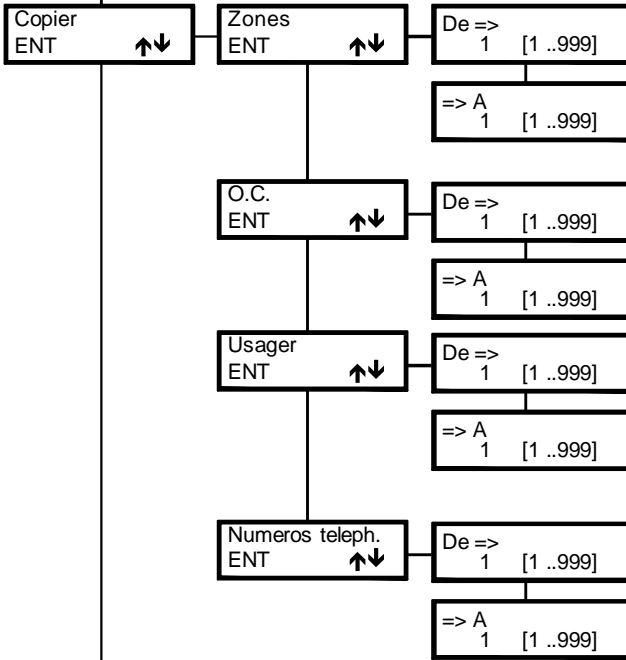 Copier
ENT ↑↓
Zones
ENT ↑↓
De =>
1 [1 ..999]
=> A
1 [1 ..999]
O.C.
ENT ↑↓
De =>
1 [1 ..999]
=> A
1 [1 ..999]
Usager
ENT ↑↓
De =>
1 [1 ..999]
=> A
1 [1 ..999]
Numeros teleph.
ENT ↑↓
De =>
1 [1 ..999]
=> A
1 [1 ..999]